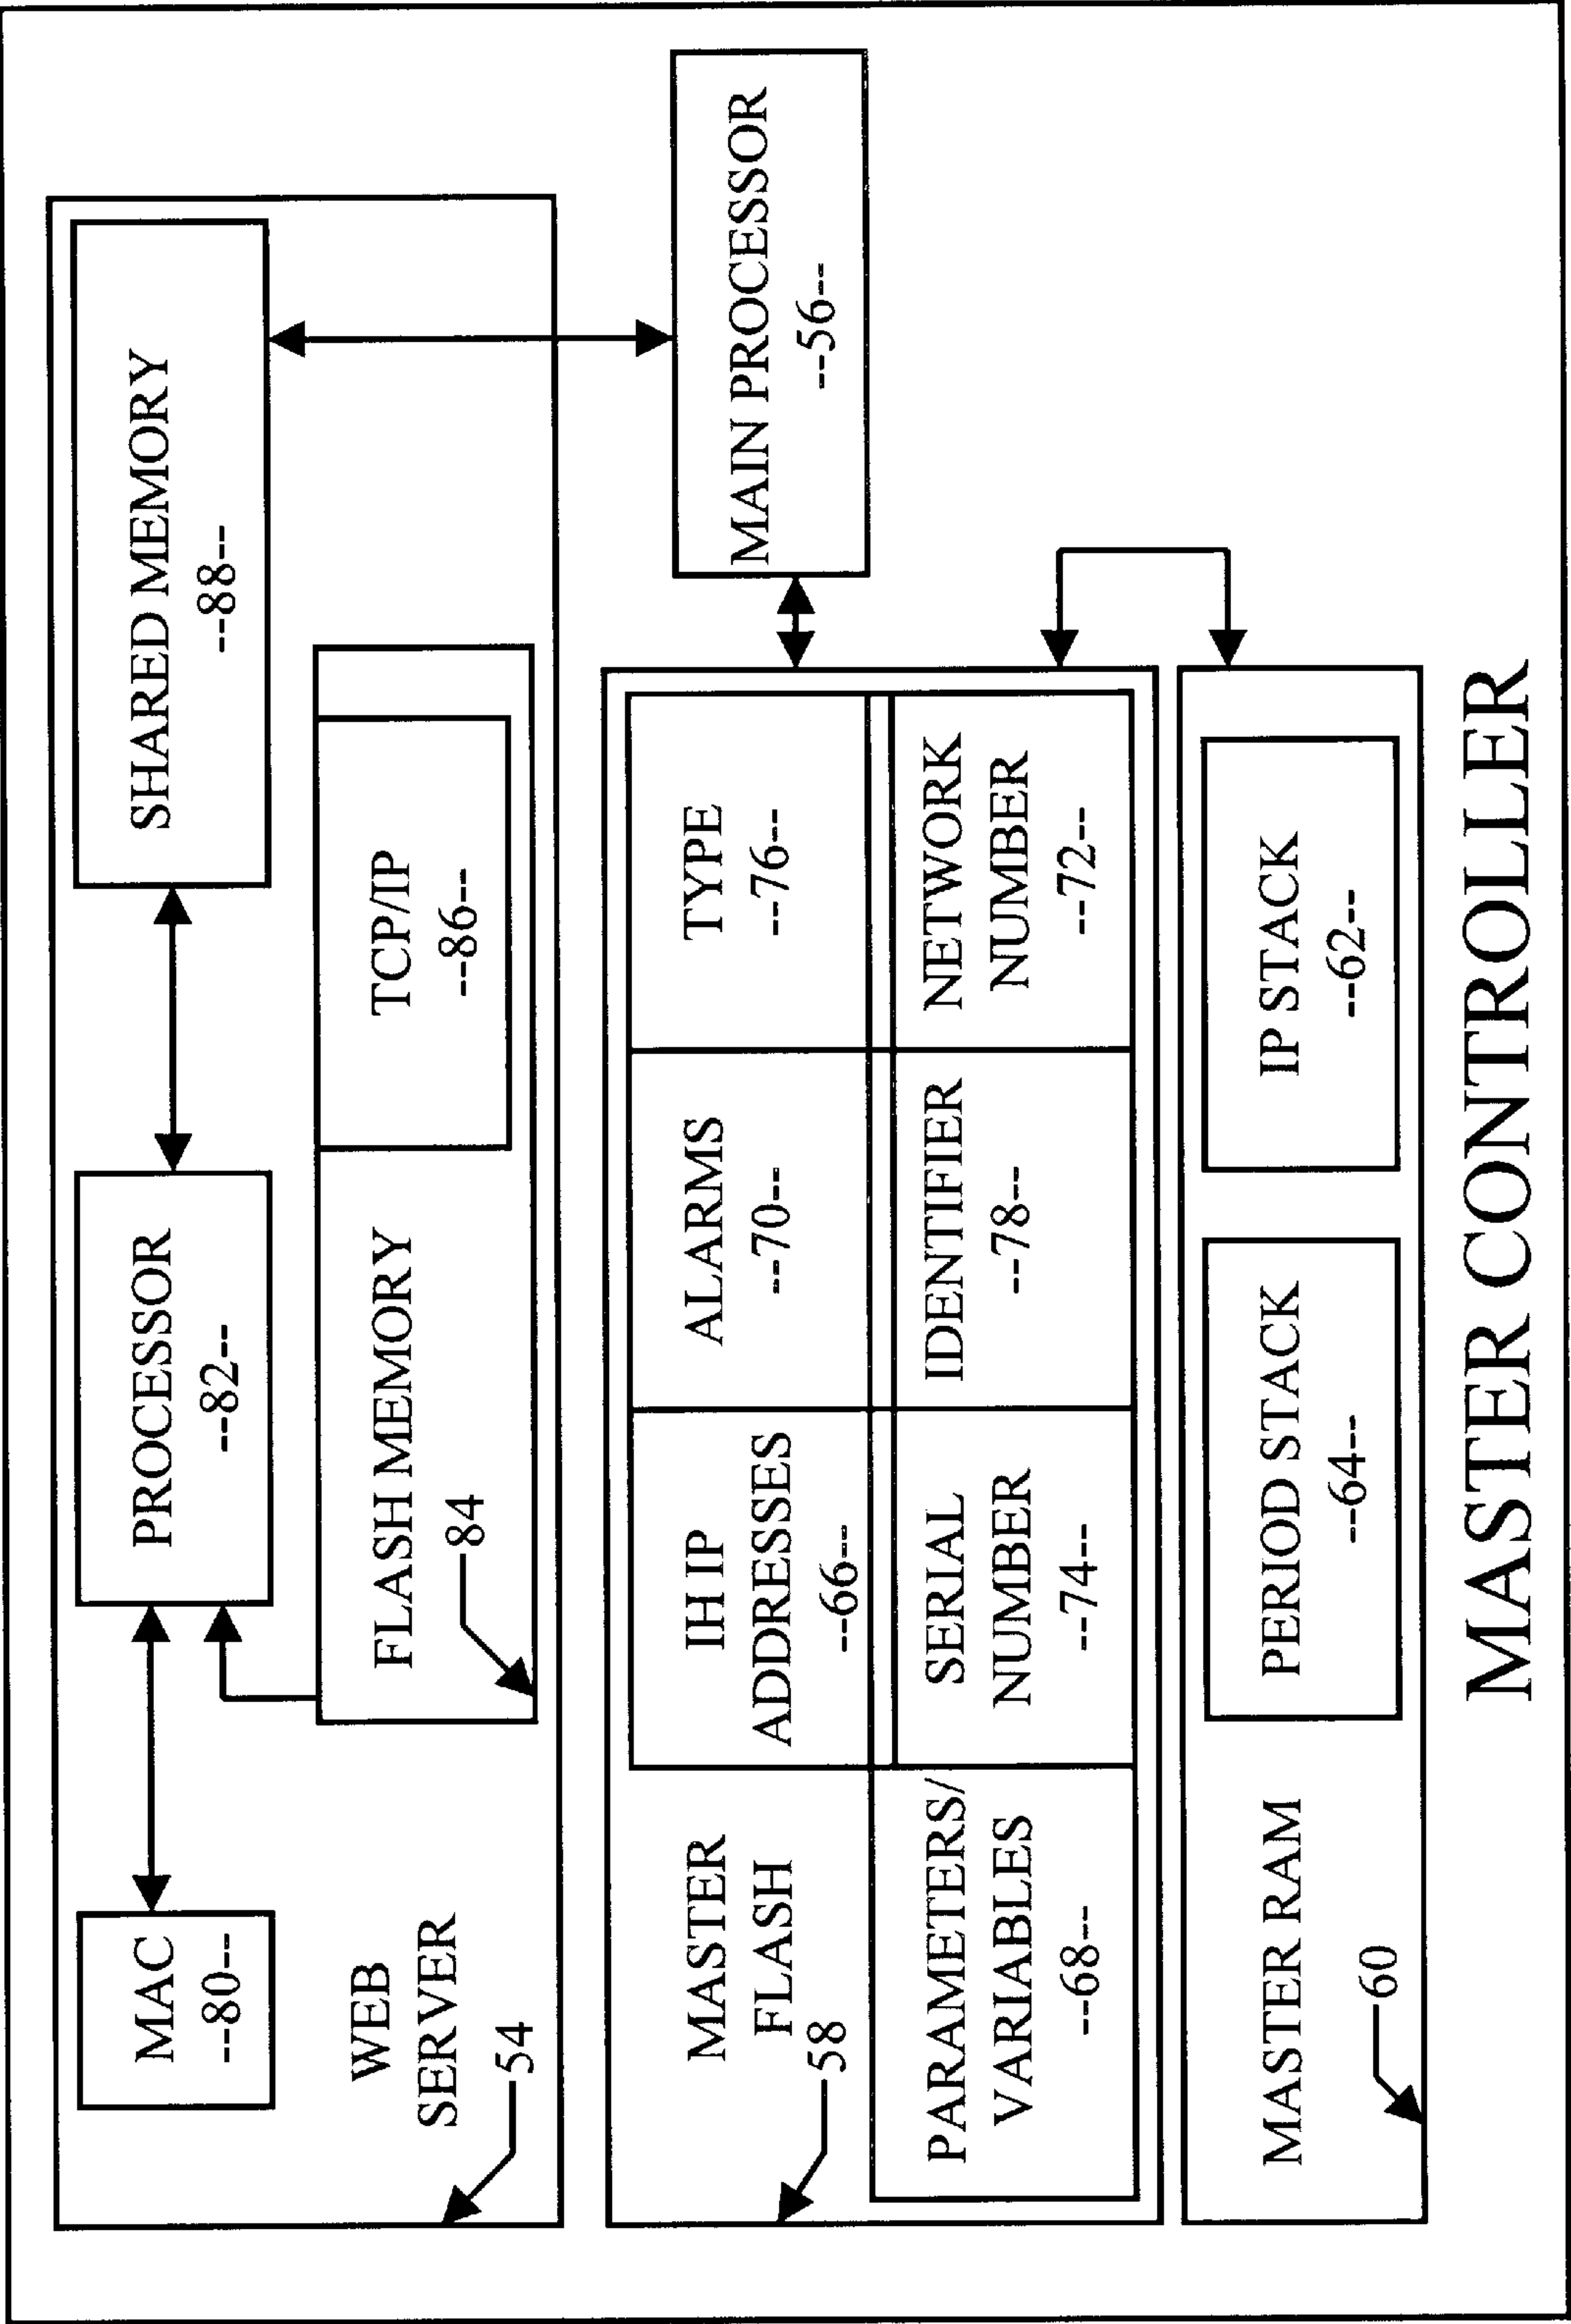 MAC
--80--
PROCESSOR
--82--
SHARED MEMORY
--88--
WEB
SERVER
54
FLASH MEMORY
84
TCP/IP
--86--
MAIN PROCESSOR
--56--
MASTER
FLASH
58
IH IP
ADDRESSES
--66--
ALARMS
--70--
TYPE
--76--
PARAMETERS/
VARIABLES
--68--
SERIAL
NUMBER
--74--
IDENTIFIER
--78--
NETWORK
NUMBER
--72--
MASTER RAM
60
PERIOD STACK
--64--
IP STACK
--62--
MASTER CONTROLLER